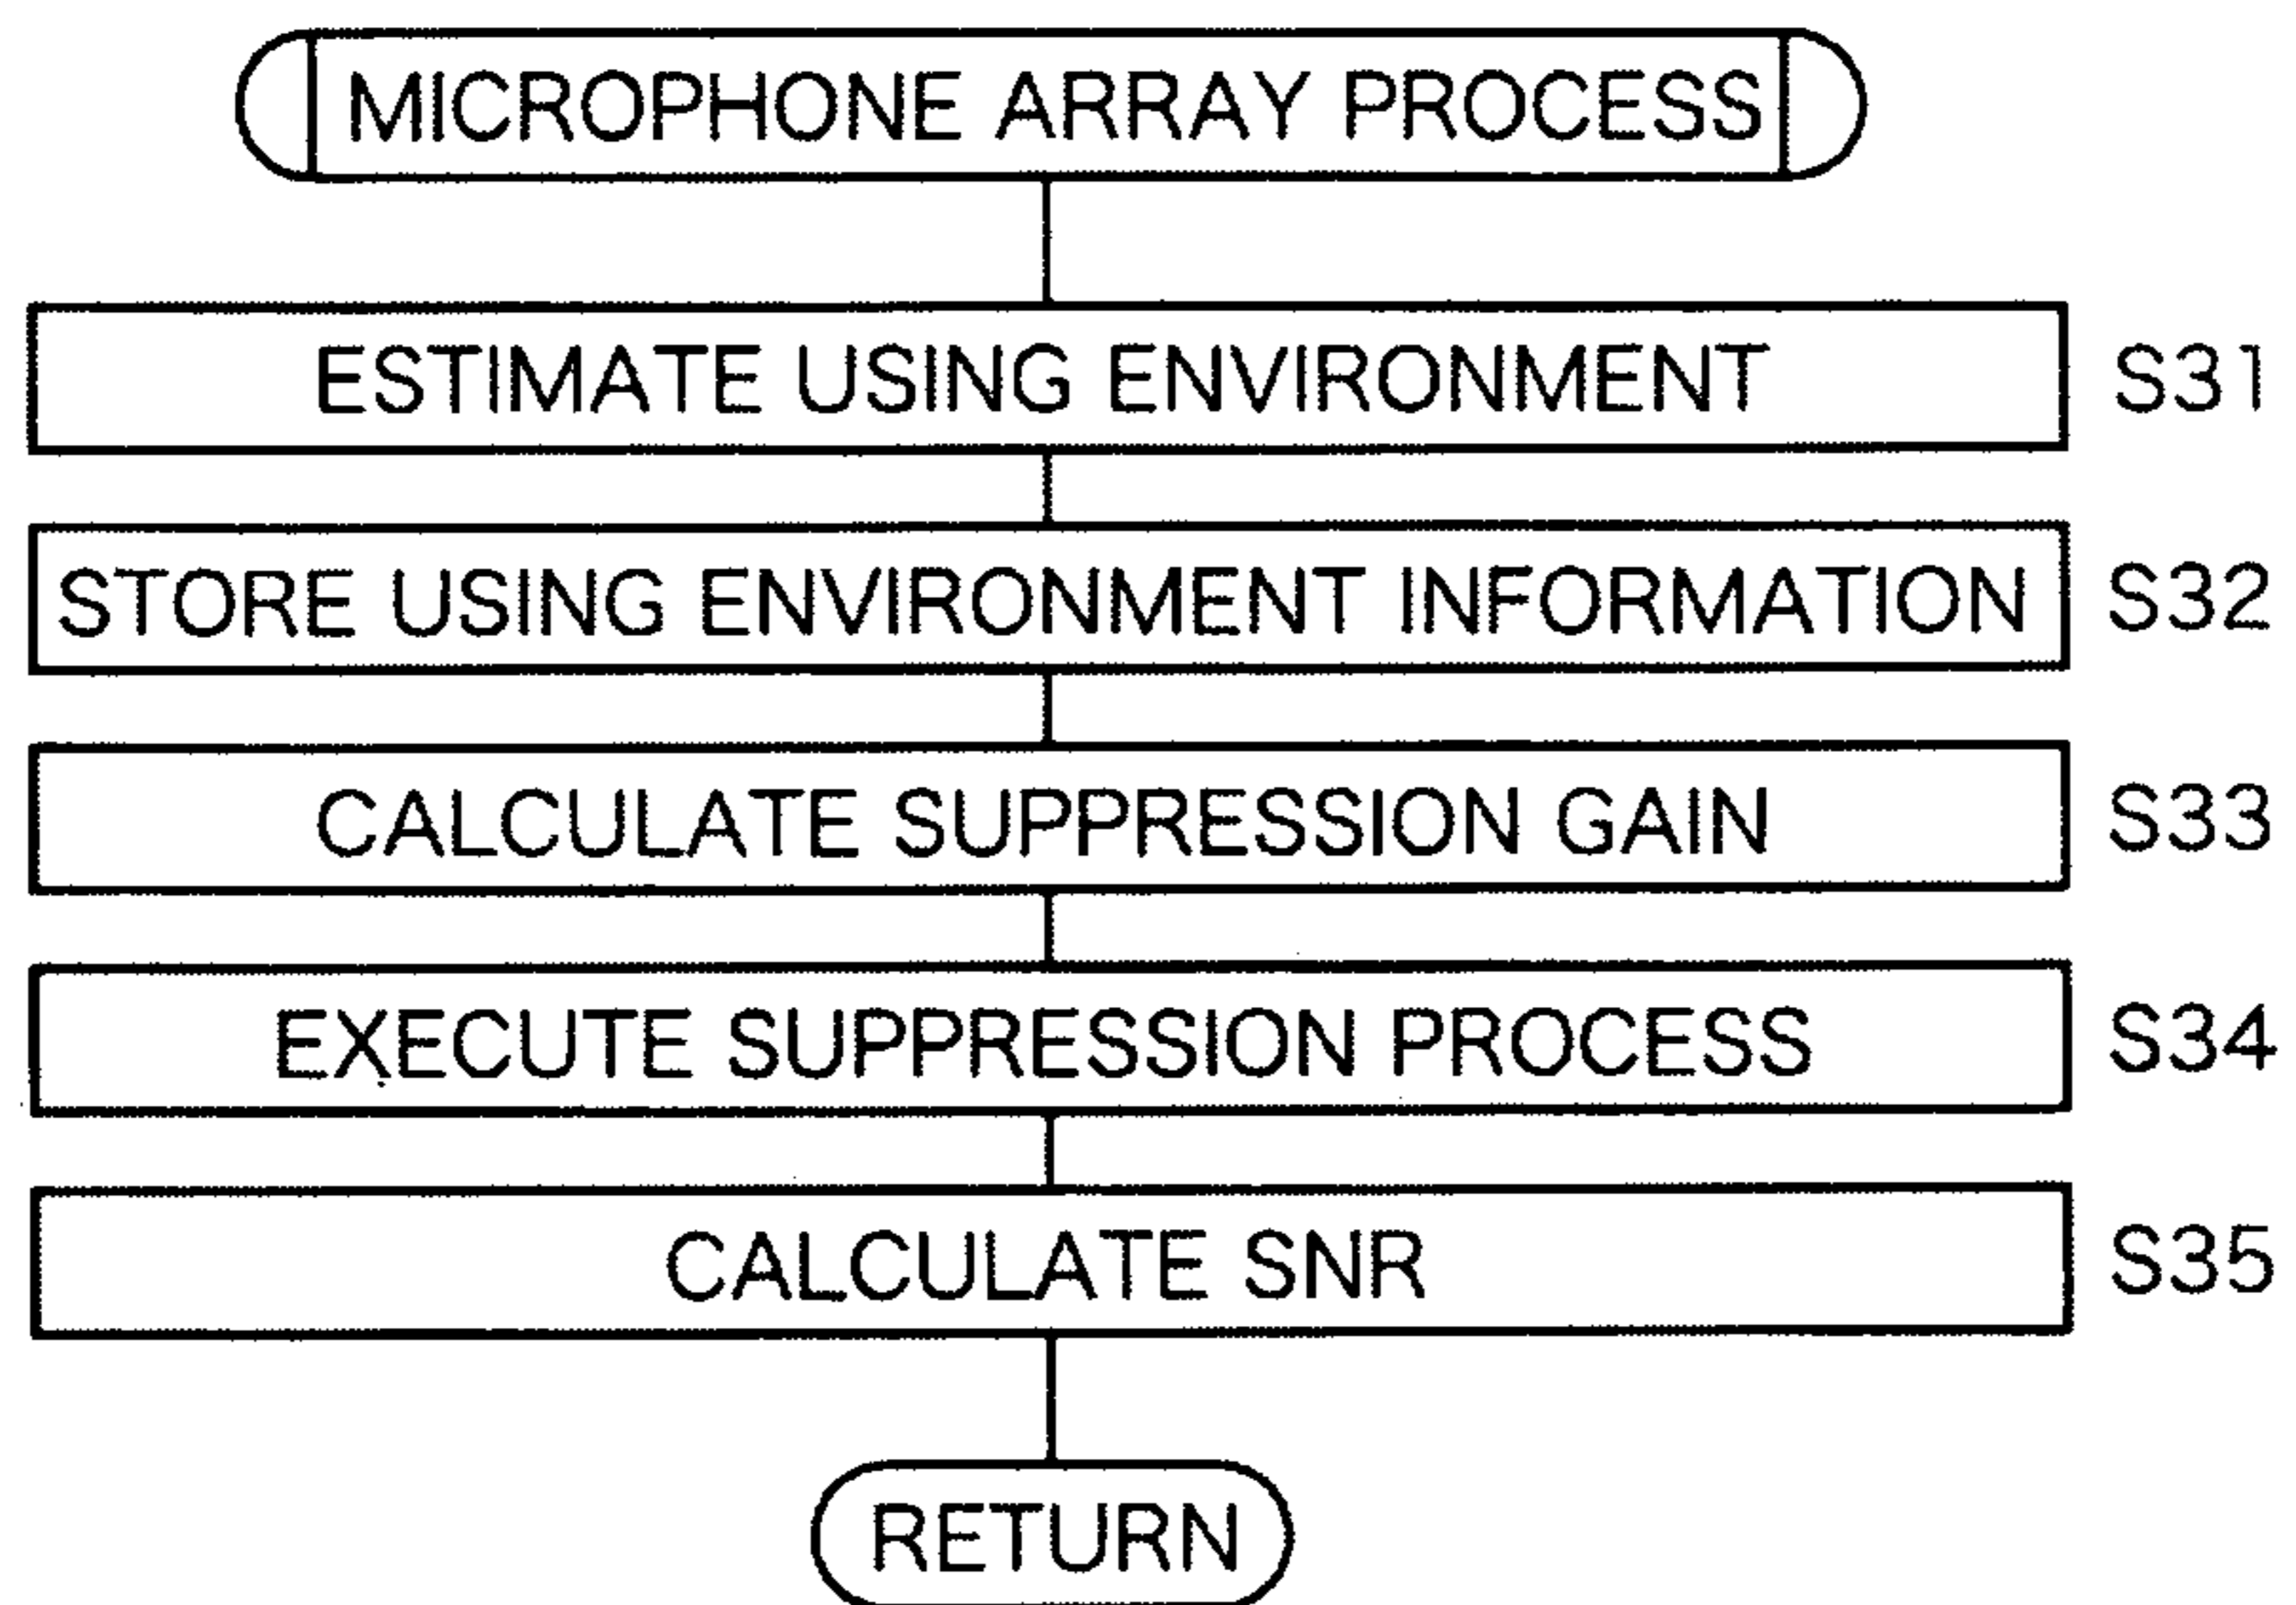 MICROPHONE ARRAY PROCESS
ESTIMATE USING ENVIRONMENT S31
STORE USING ENVIRONMENT INFORMATION S32
CALCULATE SUPPRESSION GAIN S33
EXECUTE SUPPRESSION PROCESS S34
CALCULATE SNR S35
RETURN